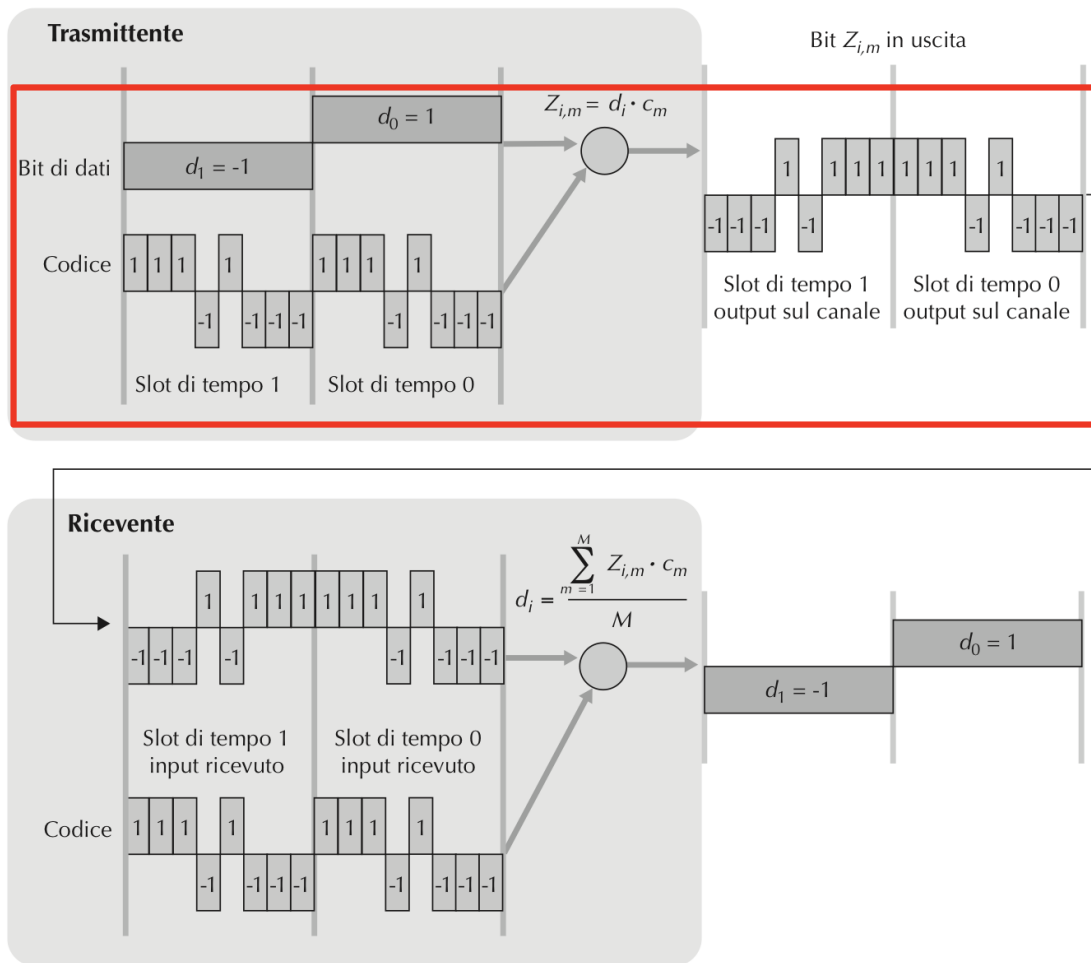 Trasmittente
Bit Z_{i,m} in uscita
Z_{i,m} = d_i · c_m
d_0 = 1
Bit di dati
d_1 = -1
1 1 1 1 1 1 1 1
-1 -1 -1 -1 -1 -1 -1 -1
Codice
1 1 1 1 1 1 1 1
-1 -1 -1 -1 -1 -1 -1 -1
Slot di tempo 1
output sul canale
Slot di tempo 0
output sul canale
Slot di tempo 1
Slot di tempo 0
Ricevente
d_i = \frac{\sum_{m=1}^{M} Z_{i,m} · c_m}{M}
1 1 1 1 1 1 1 1
-1 -1 -1 -1 -1 -1 -1 -1
d_0 = 1
d_1 = -1
Slot di tempo 1
input ricevuto
Slot di tempo 0
input ricevuto
Codice
1 1 1 1 1 1 1 1
-1 -1 -1 -1 -1 -1 -1 -1